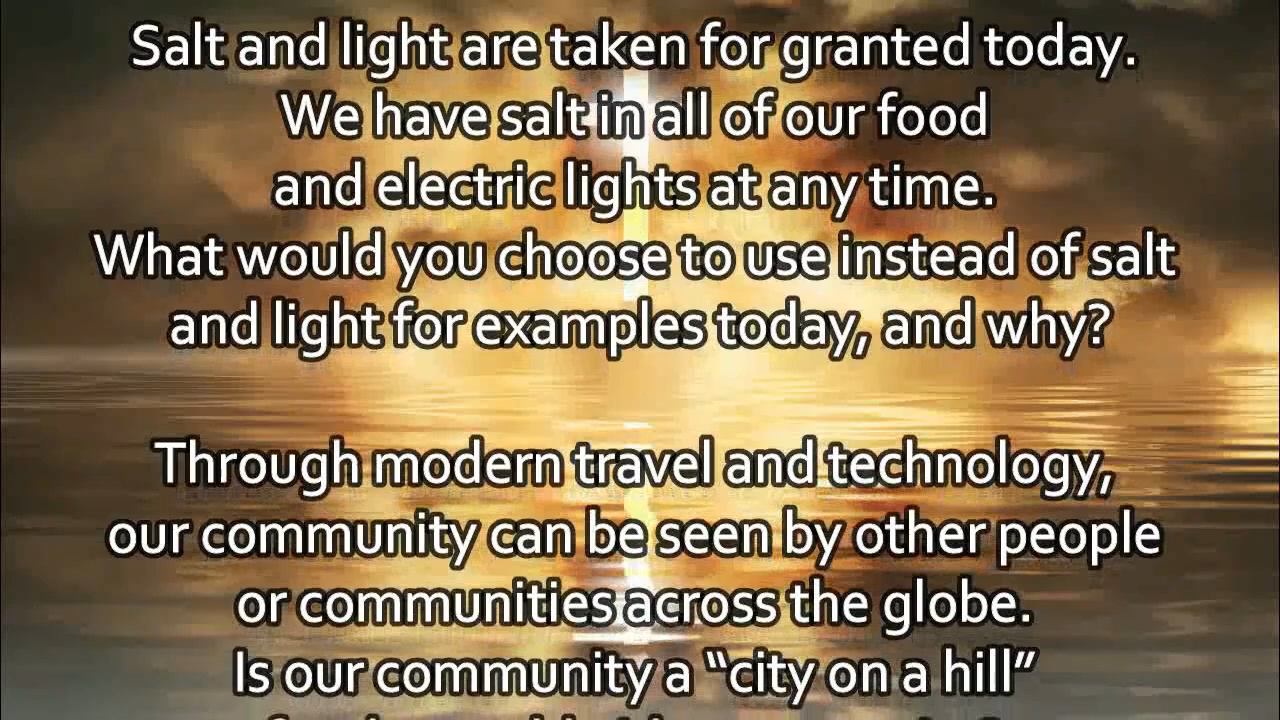 Salt and light are taken for granted today.
We have salt in all of our food
and electric lights at any time.
What would you choose to use instead of salt
and light for examples today, and why?
Through modern travel and technology,
our community can be seen by other people
or communities across the globe.
Is our community a “city on a hill”